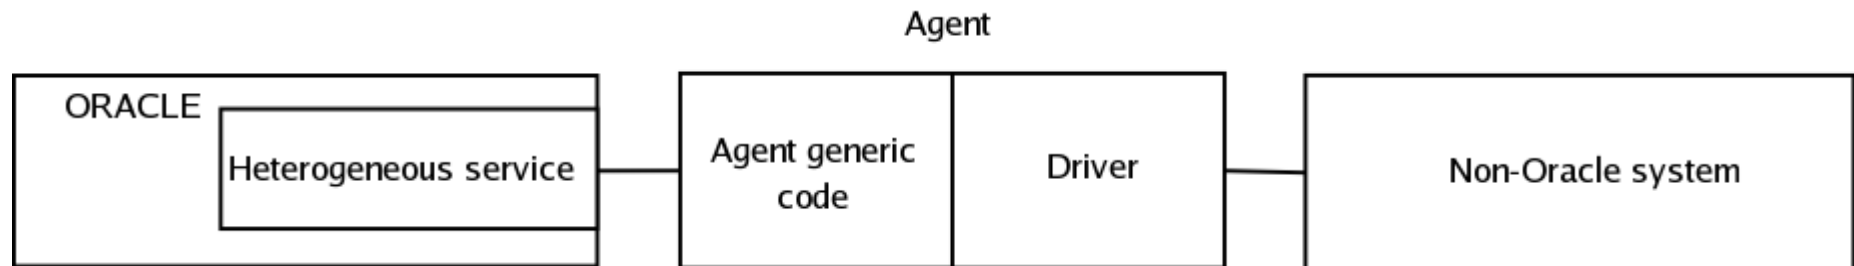 Agent
ORACLE
Heterogeneous service
Agent generic
code
Driver
Non-Oracle system